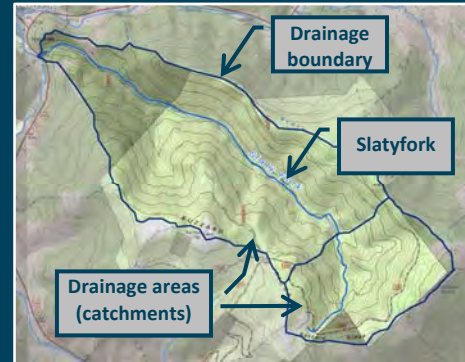 Drainage
boundary
Slatyfork
Drainage areas
(catchments)